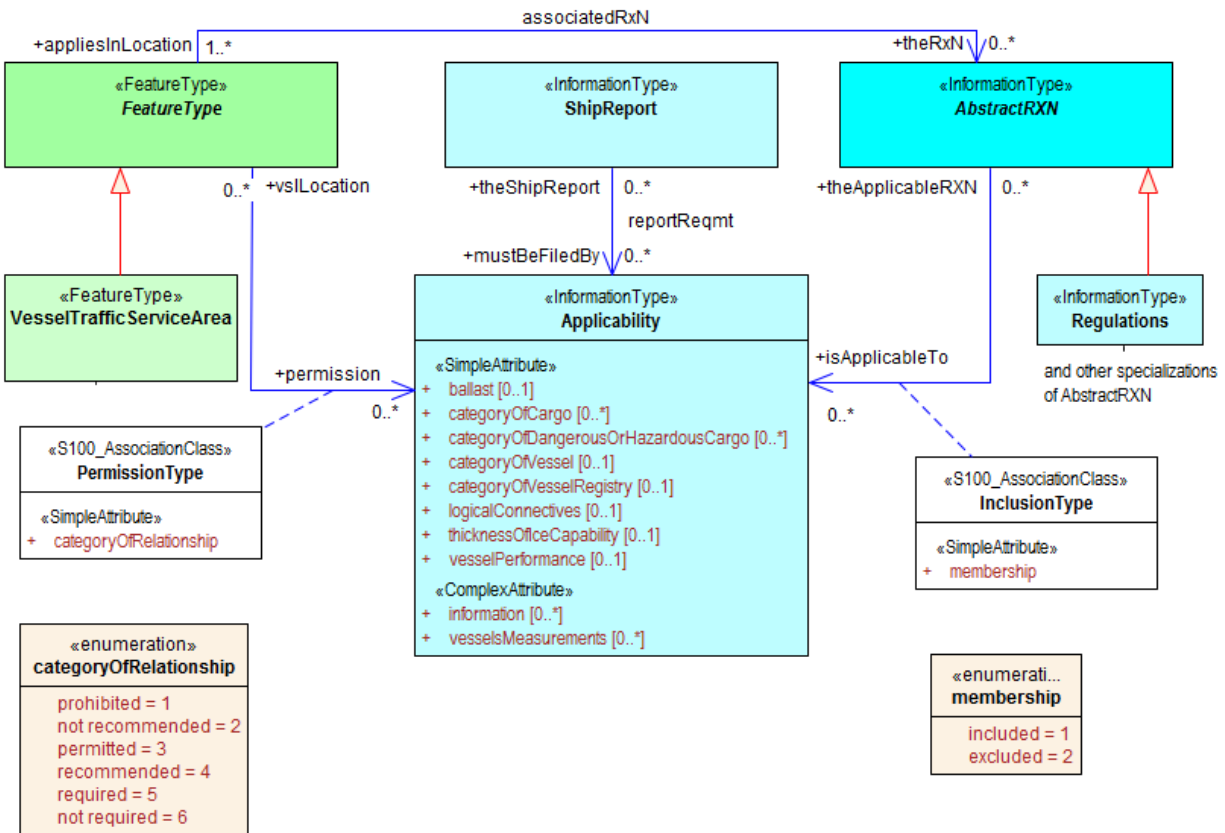 associatedRxN
+appliesInLocation
1..*
+theRxN
0..*
«FeatureType»
FeatureType
«InformationType»
ShipReport
«InformationType»
AbstractRXN
0..*
+vslLocation
+theShipReport
0..*
+theApplicableRXN
0..*
reportReqmt
+mustBeFiledBy
0..*
«FeatureType»
VesselTrafficServiceArea
«InformationType»
Applicability
«InformationType»
Regulations
and other specializations
of AbstractRXN
+permission
0..*
+isApplicableTo
0..*
«SimpleAttribute»
+ ballast [0..1]
+ categoryOfCargo [0..*]
+ categoryOfDangerousOrHazardousCargo [0..*]
+ categoryOfVessel [0..1]
+ categoryOfVesselRegistry [0..1]
+ logicalConnectives [0..1]
+ thicknessOfIceCapability [0..1]
+ vesselPerformance [0..1]
«ComplexAttribute»
+ information [0..*]
+ vesselsMeasurements [0..*]
«S100_AssociationClass»
PermissionType
«SimpleAttribute»
+ categoryOfRelationship
«S100_AssociationClass»
InclusionType
«SimpleAttribute»
+ membership
«enumeration»
categoryOfRelationship
prohibited = 1
not recommended = 2
permitted = 3
recommended = 4
required = 5
not required = 6
«enumerati...
membership
included = 1
excluded = 2